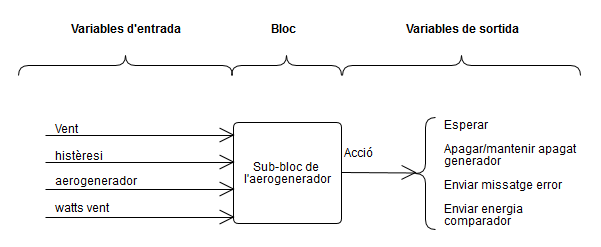 Variables d'entrada
Bloc
Variables de sortida
Vent
histèresi
aerogenerador
watts vent
Sub-bloc de
l'aerogenerador
Acció
Esperar
Apagar/mantenir apagat
generador
Enviar missatge error
Enviar energia
comparador